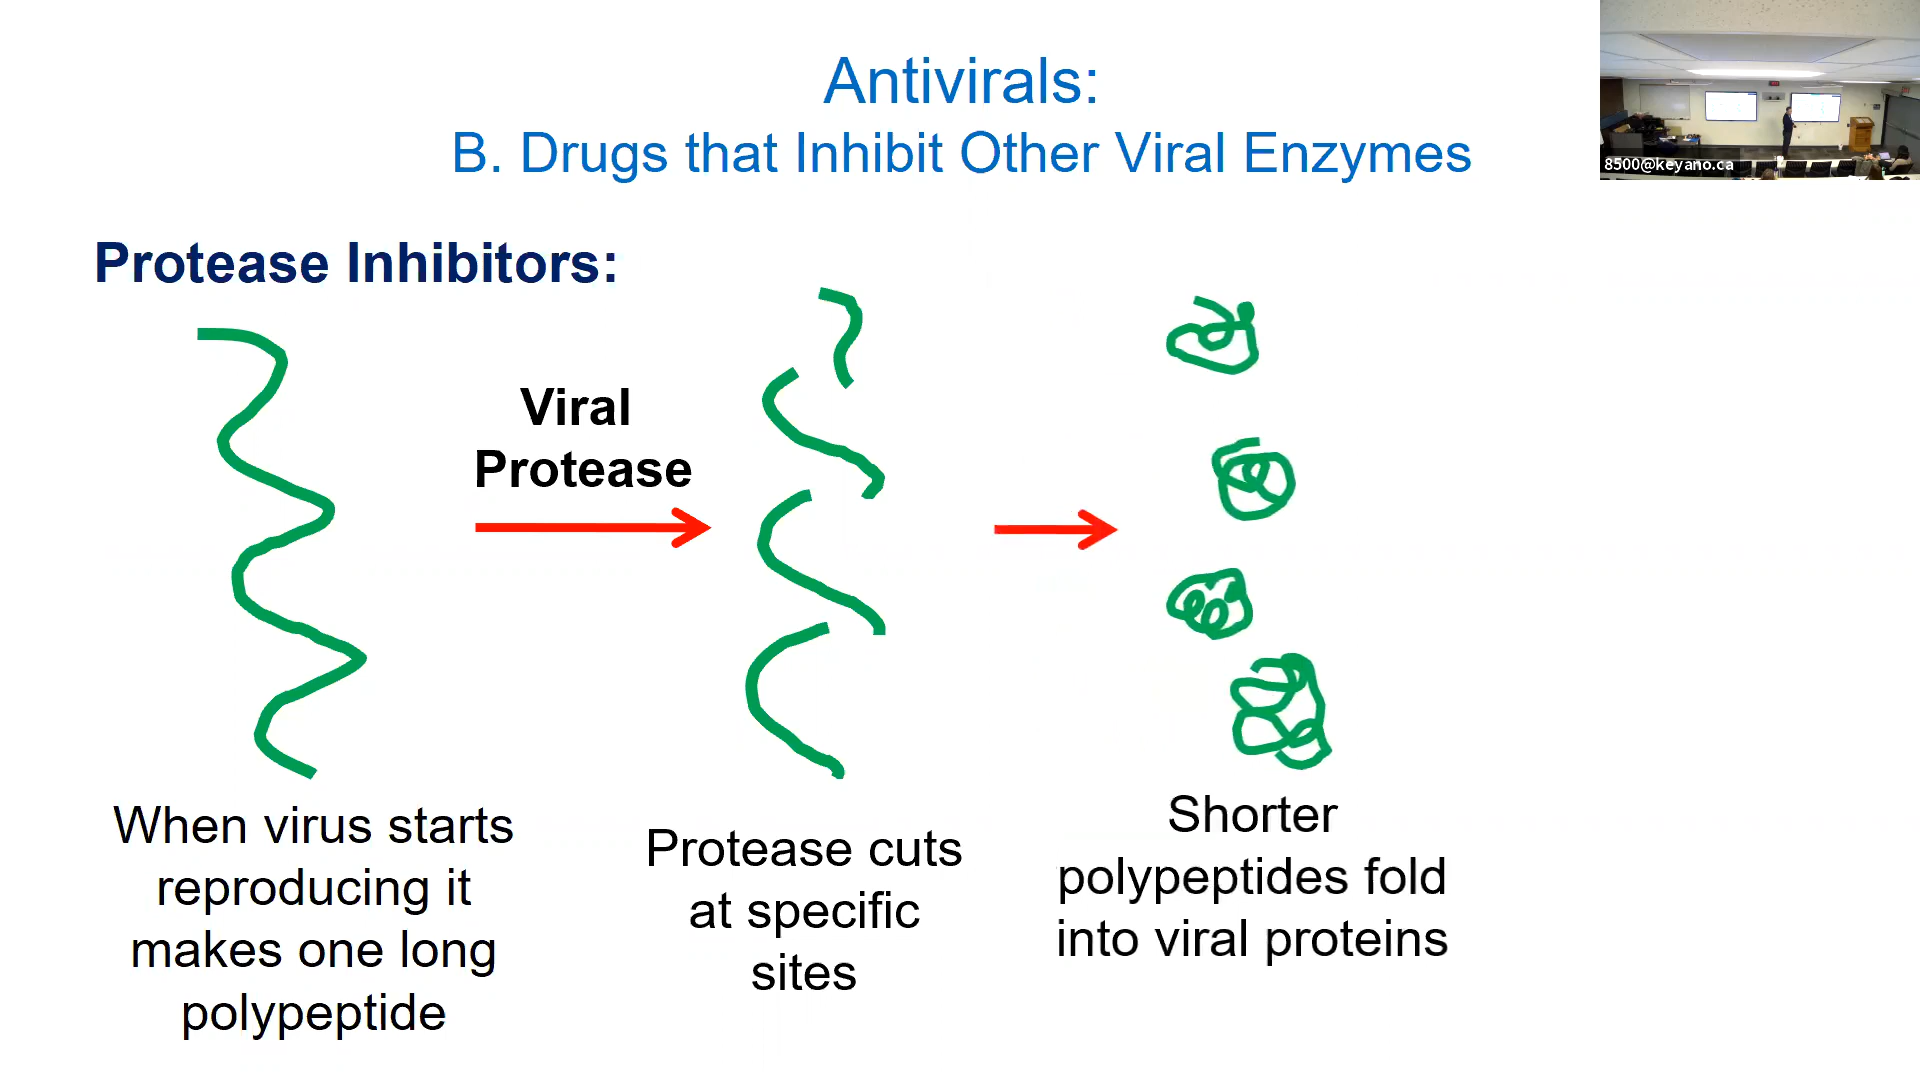 Antivirals:
B. Drugs that Inhibit Other Viral Enzymes
8500@keyano.ca
Protease Inhibitors:
Viral
Protease
When virus starts
reproducing it
makes one long
polypeptide
Protease cuts
at specific
sites
Shorter
polypeptides fold
into viral proteins